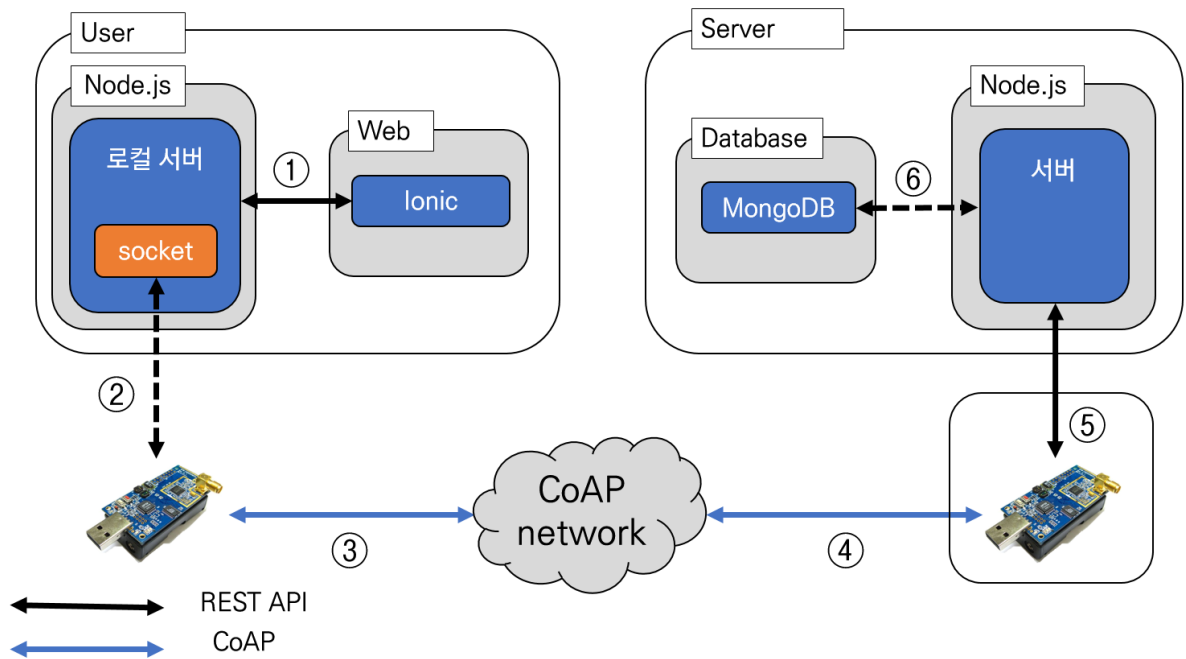 User
Node.js
로컬 서버
socket
①
Web
Ionic
②
Server
Database
MongoDB
⑥
Node.js
서버
⑤
CoAP
network
③
④
REST API
CoAP